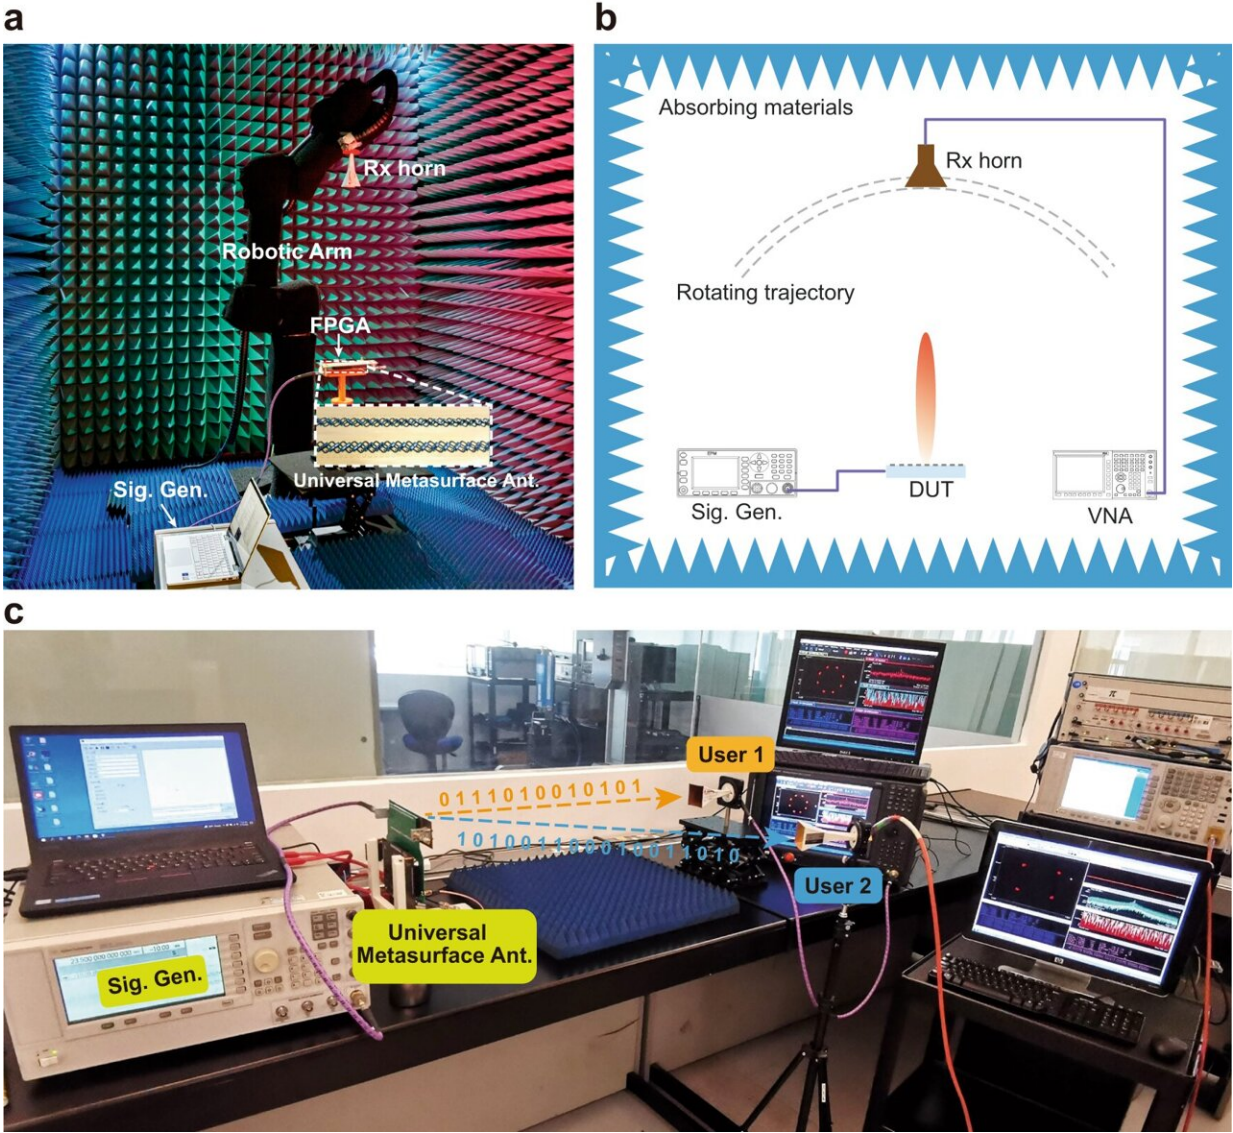 a
Rx horn
Robotic Arm
FPGA
Universal Metasurface Ant.
Sig. Gen.
b
Absorbing materials
Rx horn
Rotating trajectory
Sig. Gen.
DUT
VNA
c
User 1
0111010010101
101001100010011010
User 2
Universal
Metasurface Ant.
Sig. Gen.